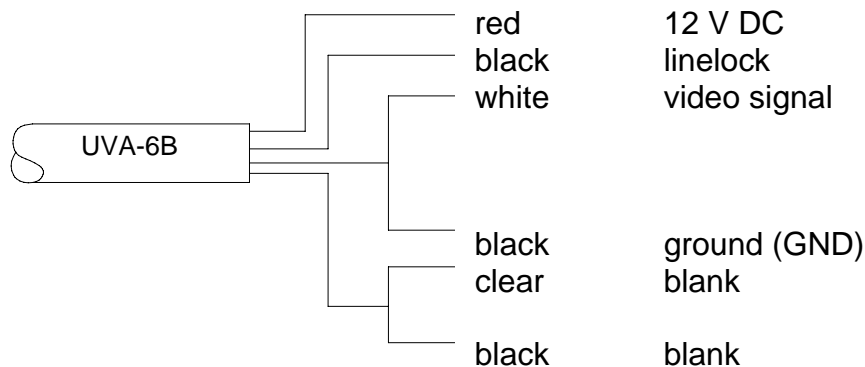 red 12 V DC
black linelock
white video signal
UVA-6B
black ground (GND)
clear blank
black blank